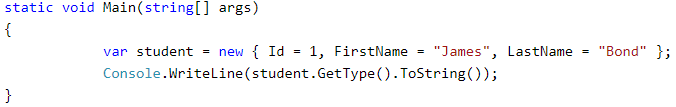 static void Main(string[] args)
{
            var student = new { Id = 1, FirstName = "James", LastName = "Bond" };
            Console.WriteLine(student.GetType().ToString());
}